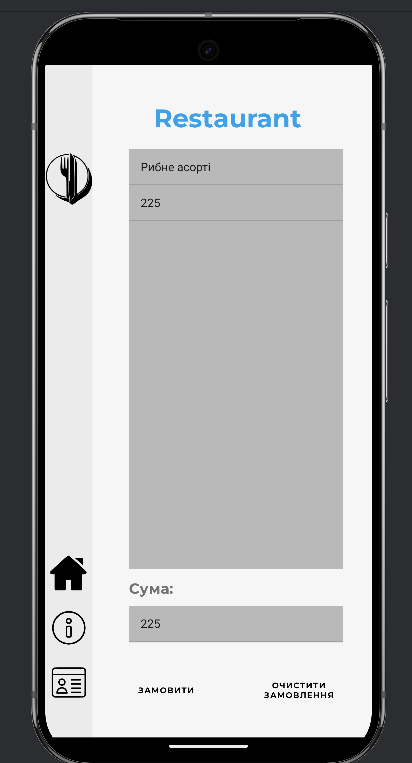 Restaurant
Рибне асорті
225
Сума:
225
ЗАМОВИТИ
ОЧИСТИТИ
ЗАМОВЛЕННЯ